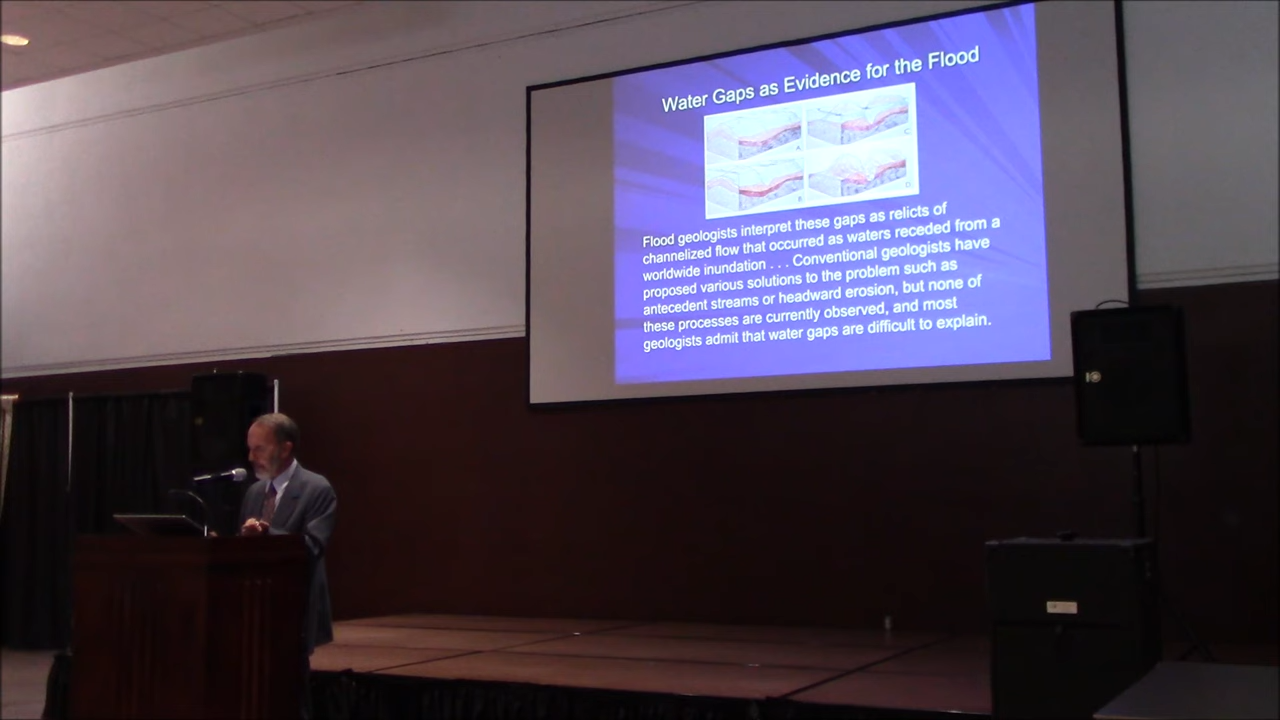 Water Gaps as Evidence for the Flood
A
C
B
D
Flood geologists interpret these gaps as relicts of
channelized flow that occurred as waters receded from a
worldwide inundation . . . Conventional geologists have
proposed various solutions to the problem such as
antecedent streams or headward erosion, but none of
these processes are currently observed, and most
geologists admit that water gaps are difficult to explain.